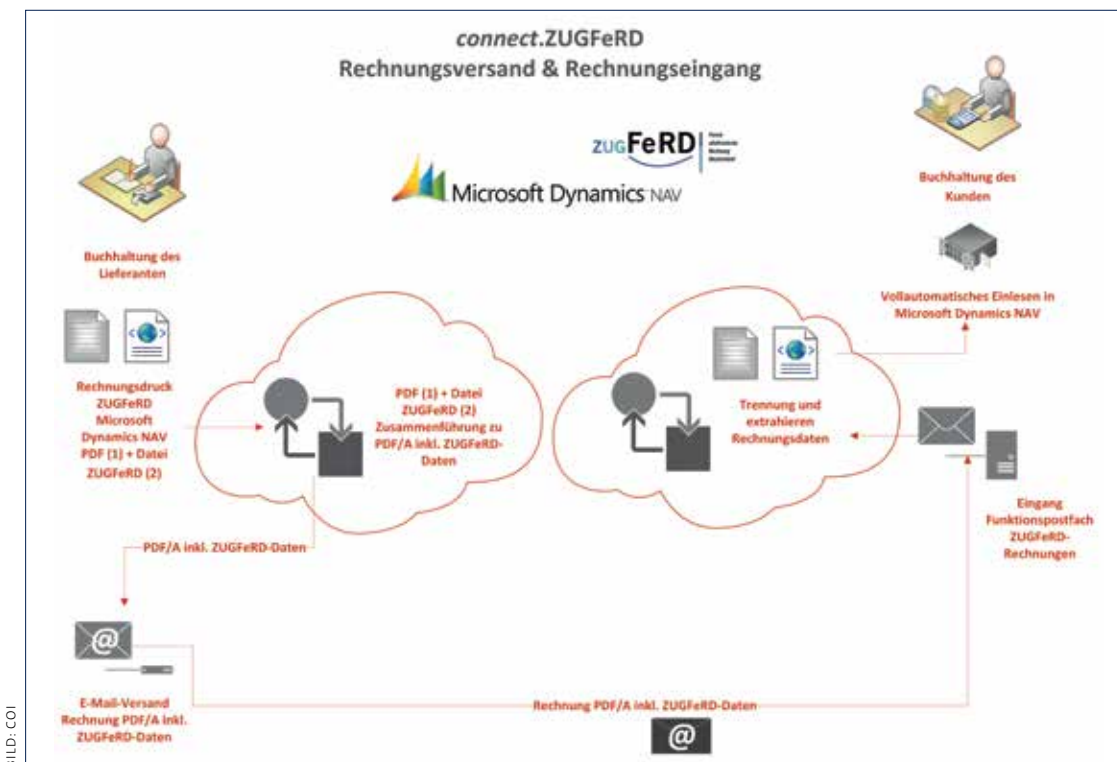 connect.ZUGFeRD
Rechnungsversand & Rechnungseingang
ZUGFeRD
Microsoft Dynamics NAV
Buchhaltung des
Lieferanten
Rechnungsdruck
ZUGFeRD
Microsoft
Dynamics NAV
PDF (1) + Datei
ZUGFeRD (2)
PDF (1) + Datei
ZUGFeRD (2)
Zusammenführung zu
PDF/A inkl. ZUGFeRD-
Daten
PDF/A inkl. ZUGFeRD-Daten
@
E-Mail-Versand
Rechnung PDF/A inkl.
ZUGFeRD-Daten
Rechnung PDF/A inkl. ZUGFeRD-Daten
@
Eingang
Funktionspostfach
ZUGFeRD-
Rechnungen
Trennung und
extrahieren
Rechnungsdaten
Vollautomatisches Einlesen in
Microsoft Dynamics NAV
Buchhaltung des
Kunden
BILD: COI